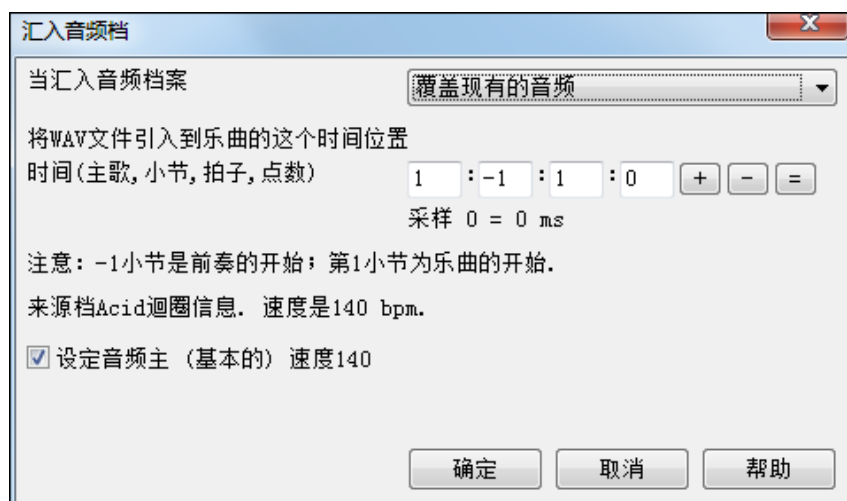 汇入音频档
X
当汇入音频档案 覆盖现有的音频
将WAV文件引入到乐曲的这个时间位置
时间(主歌,小节,拍子,点数) 1 :-1 :1 :0 + - =
采样 0 = 0 ms
注意: -1小节是前奏的开始; 第1小节为乐曲的开始.
来源档Acid迴圈信息. 速度是140 bpm.
设定音频主 (基本的) 速度140
确定 取消 帮助